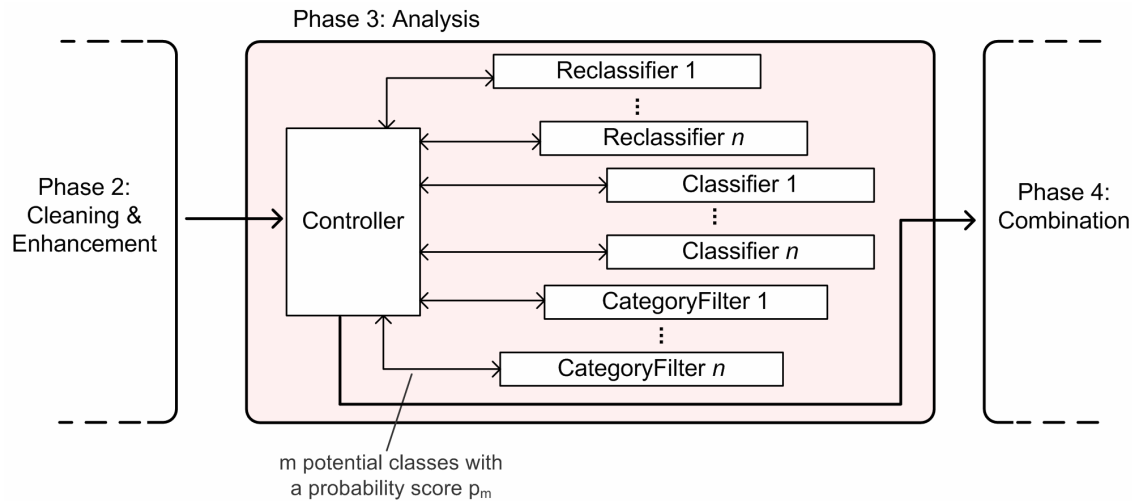 Phase 3: Analysis
Phase 2:
Cleaning &
Enhancement
Controller
Reclassifier 1
⋮
Reclassifier n
Classifier 1
⋮
Classifier n
CategoryFilter 1
⋮
CategoryFilter n
m potential classes with
a probability score pₘ
Phase 4:
Combination